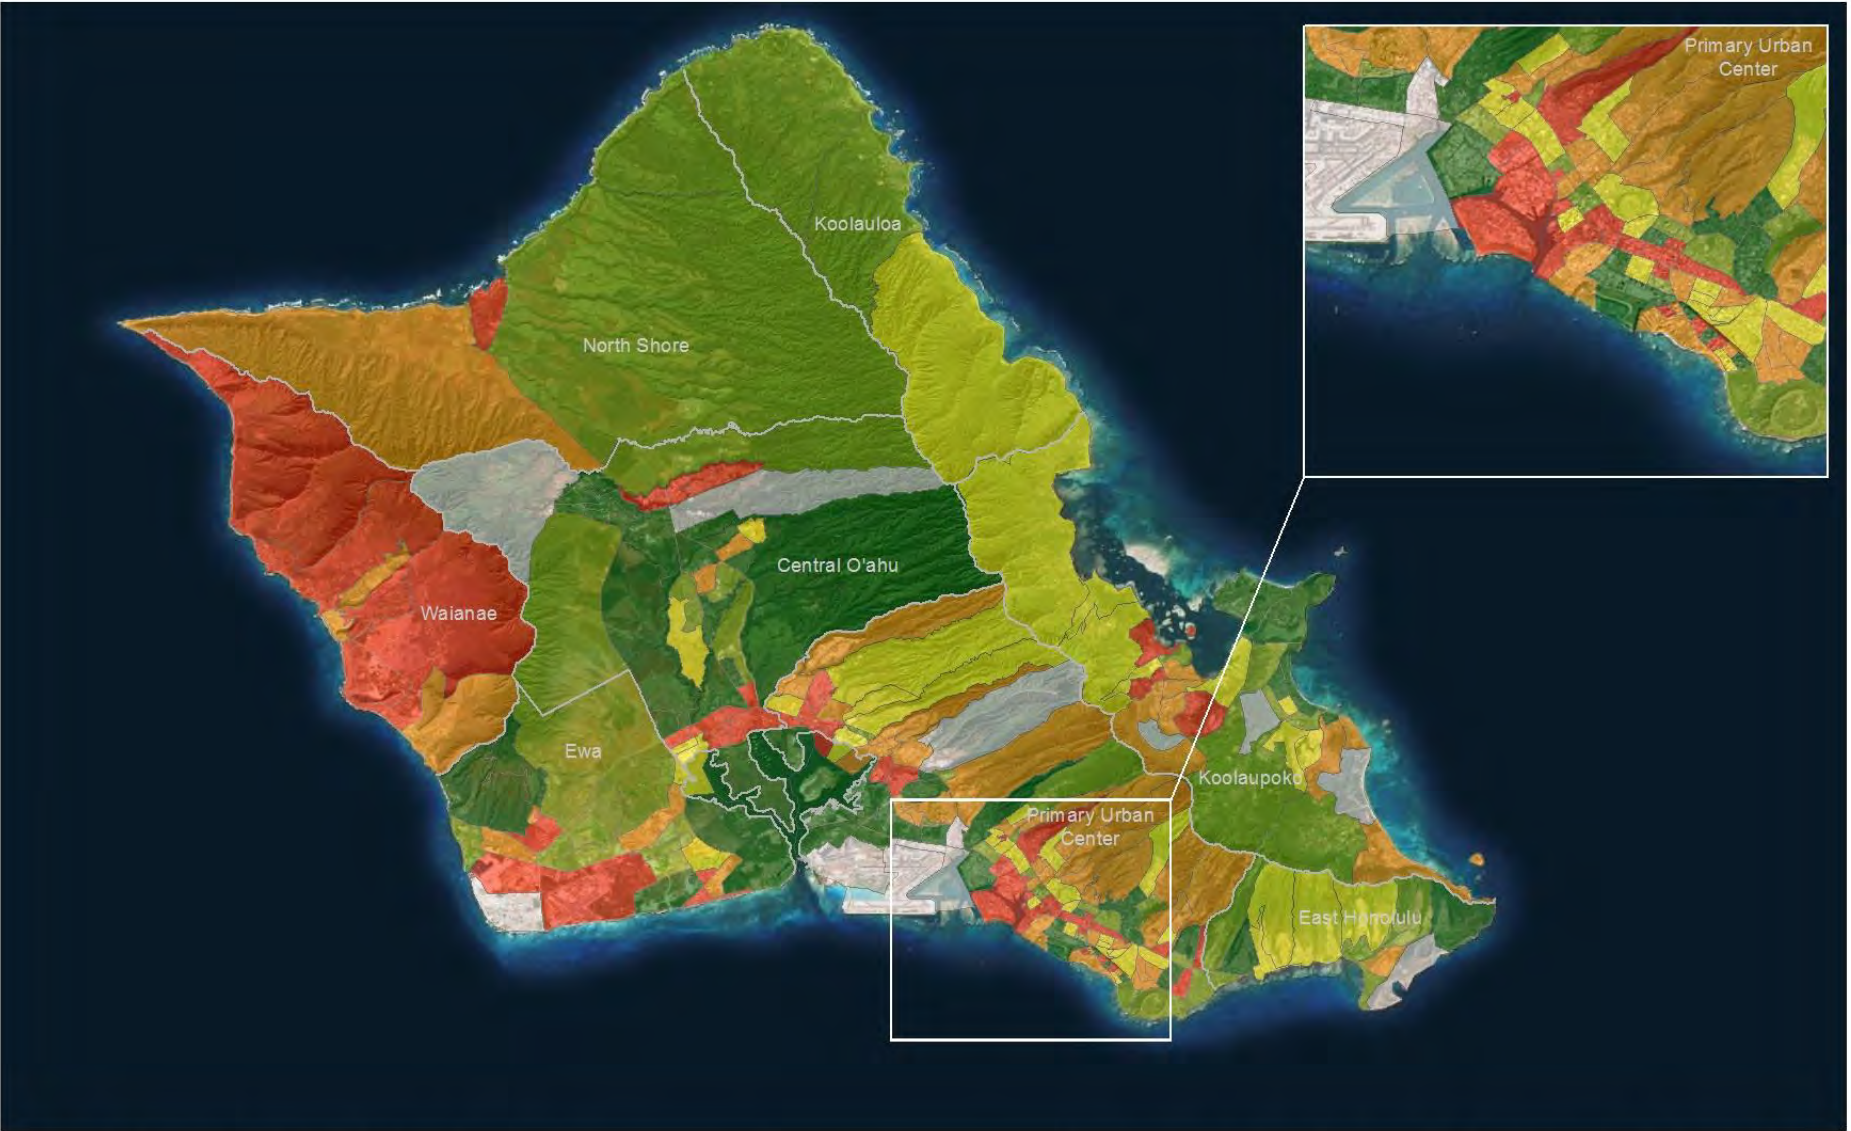 Primary Urban
Center
Koolauloa
North Shore
Central O'ahu
Waianae
Ewa
Koolaupoko
Primary Urban
Center
East Honolulu